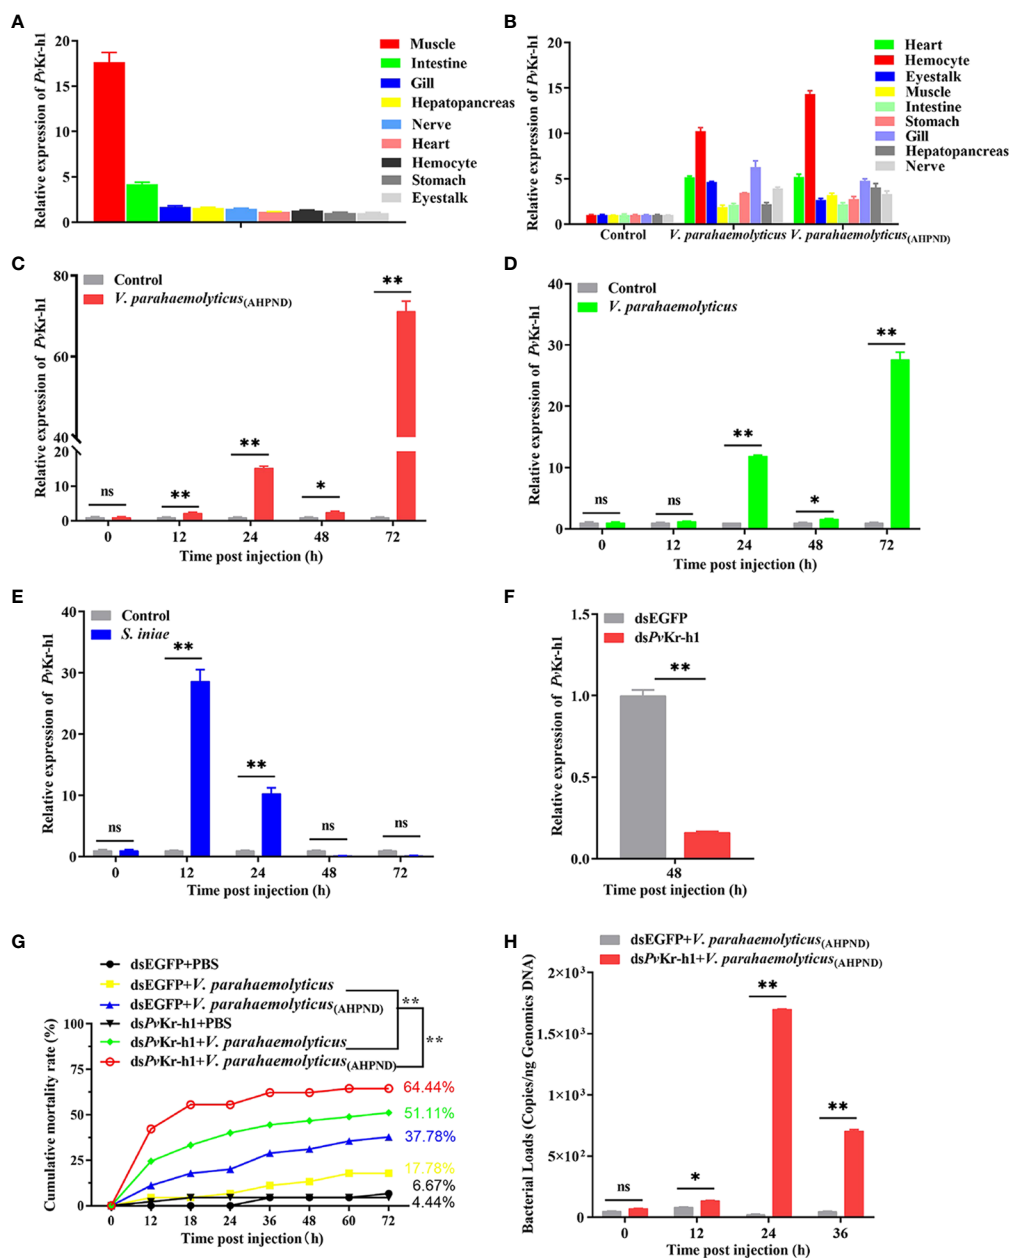 A
Relative expression of PvKr-h1
20
15
10
5
0
Muscle
Intestine
Gill
Hepatopancreas
Nerve
Heart
Hemocyte
Stomach
Eyestalk
B
Relative expression of PvKr-h1
20
15
10
5
0
Control
V. parahaemolyticus
V. parahaemolyticus(AHPND)
Heart
Hemocyte
Eyestalk
Muscle
Intestine
Stomach
Gill
Hepatopancreas
Nerve
C
Relative expression of PvKr-h1
80
60
40
20
10
0
Control
V. parahaemolyticus(AHPND)
ns
**
**
*
**
0 12 24 48 72
Time post injection (h)
D
Relative expression of PvKr-h1
40
30
20
10
0
Control
V. parahaemolyticus
ns
ns
**
*
**
0 12 24 48 72
Time post injection (h)
E
Relative expression of PvKr-h1
40
30
20
10
0
Control
S. iniae
**
**
ns
ns
ns
0 12 24 48 72
Time post injection (h)
F
Relative expression of PvKr-h1
1.5
1.0
0.5
0.0
dsEGFP
dsPvKr-h1
**
48
Time post injection (h)
G
dsEGFP+PBS
dsEGFP+V. parahaemolyticus
dsEGFP+V. parahaemolyticus(AHPND)
dsPvKr-h1+PBS
dsPvKr-h1+V. parahaemolyticus
dsPvKr-h1+V. parahaemolyticus(AHPND)
**
**
Cumulative mortality rate (%)
100
75
50
25
0
64.44%
51.11%
37.78%
17.78%
6.67%
4.44%
0 12 18 24 36 48 60 72
Time post injection(h)
H
dsEGFP+V. parahaemolyticus(AHPND)
dsPvKr-h1+V. parahaemolyticus(AHPND)
Bacterial Loads (Copies/ng Genomics DNA)
2×10³
1.5×10³
1×10³
5×10²
0
ns
*
**
**
0 12 24 36
Time post injection (h)